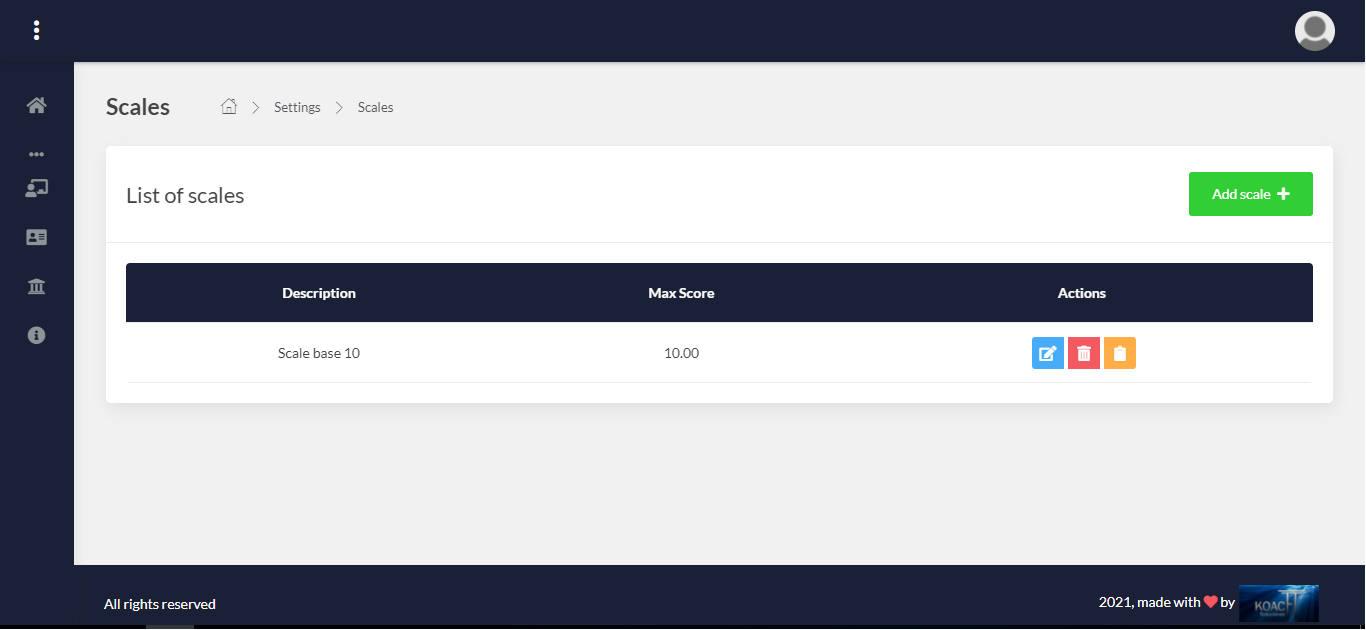 Scales
Settings
Scales
List of scales
Add scale
Description Max Score Actions
Scale base 10 10.00
All rights reserved
2021, made with by